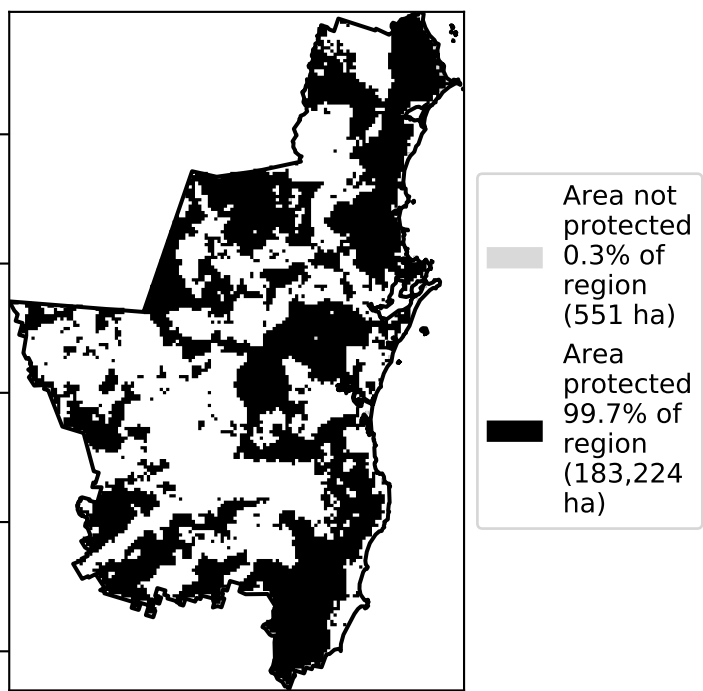 Area not
protected
0.3% of
region
(551 ha)
Area
protected
99.7% of
region
(183,224
ha)